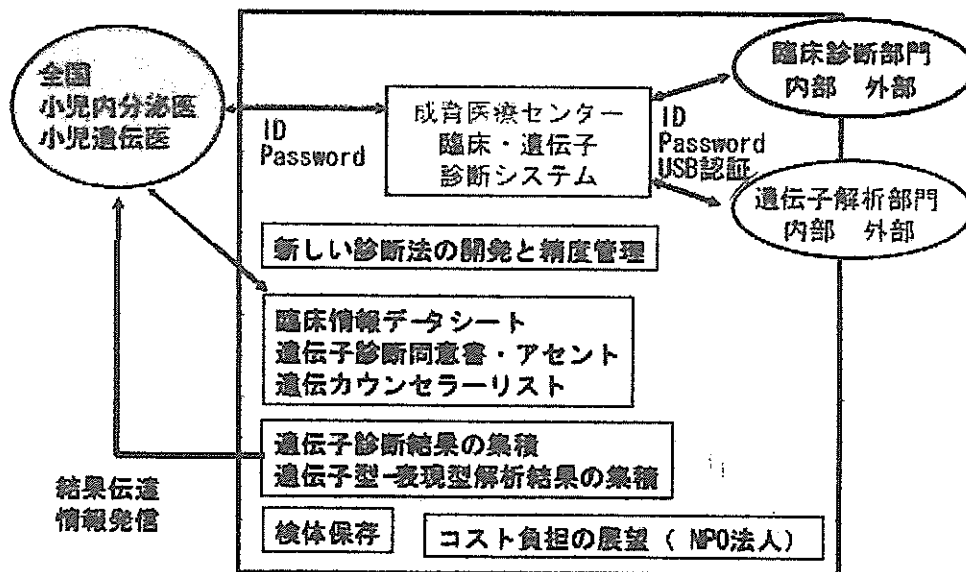 全国
小児内分泌医
小児遺伝医
ID
Password
成育医療センター
臨床・遺伝子
診断システム
ID
Password
USB認証
臨床診断部門
内部 外部
遺伝子解析部門
内部 外部
新しい診断法の開発と精度管理
臨床情報データシート
遺伝子診断同意書・アセント
遺伝カウンセラーリスト
遺伝子診断結果の集積
遺伝子型-表現型解析結果の集積
結果伝達
情報発信
検体保存
コスト負担の展望( NPO法人)